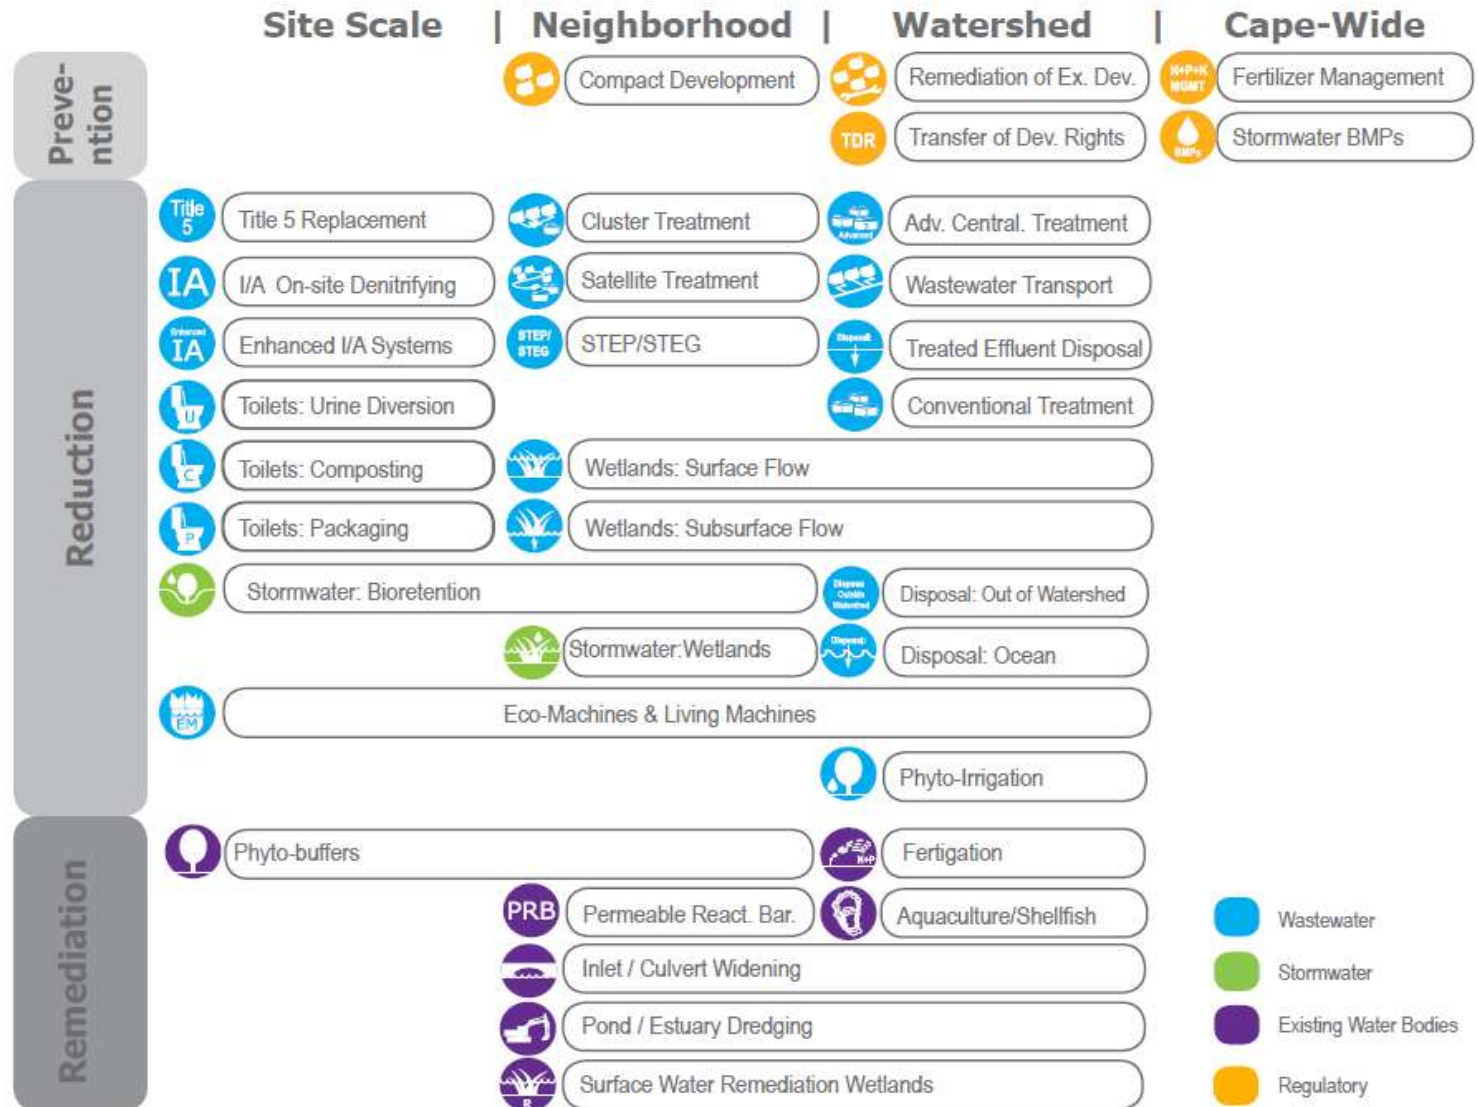 Site Scale | Neighborhood | Watershed | Cape-Wide
Preve-
ntion
Compact Development
Remediation of Ex. Dev.
N+P+K
MGMT
Fertilizer Management
TDR
Transfer of Dev. Rights
BMPs
Stormwater BMPs
Reduction
Title
5
Title 5 Replacement
Cluster Treatment
Advanced
Adv. Central. Treatment
IA
I/A On-site Denitrifying
Satellite Treatment
Wastewater Transport
Enhanced
IA
Enhanced I/A Systems
STEP/
STEG
STEP/STEG
Disposal:
Treated Effluent Disposal
U
Toilets: Urine Diversion
Conventional Treatment
C
Toilets: Composting
Wetlands: Surface Flow
P
Toilets: Packaging
Wetlands: Subsurface Flow
Stormwater: Bioretention
Dispose
Outside
Watershed
Disposal: Out of Watershed
Stormwater:Wetlands
Disposal:
Disposal: Ocean
EM
Eco-Machines & Living Machines
Phyto-Irrigation
Remediation
Phyto-buffers
N+P
Fertigation
PRB
Permeable React. Bar.
Aquaculture/Shellfish
Inlet / Culvert Widening
Pond / Estuary Dredging
R
Surface Water Remediation Wetlands
Wastewater
Stormwater
Existing Water Bodies
Regulatory